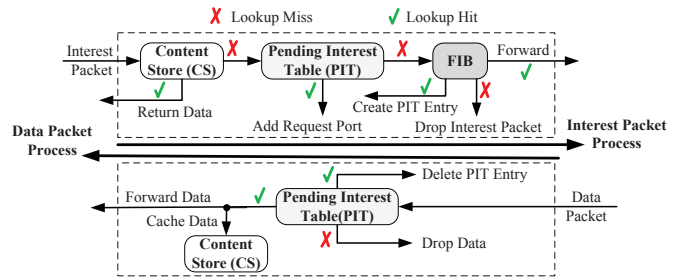 Lookup Miss
Lookup Hit
Interest
Packet
Content
Store (CS)
Pending Interest
Table (PIT)
FIB
Forward
Return Data
Add Request Port
Create PIT Entry
Drop Interest Packet
Data Packet
Process
Interest Packet
Process
Forward Data
Cache Data
Content
Store (CS)
Pending Interest
Table(PIT)
Delete PIT Entry
Drop Data
Data
Packet